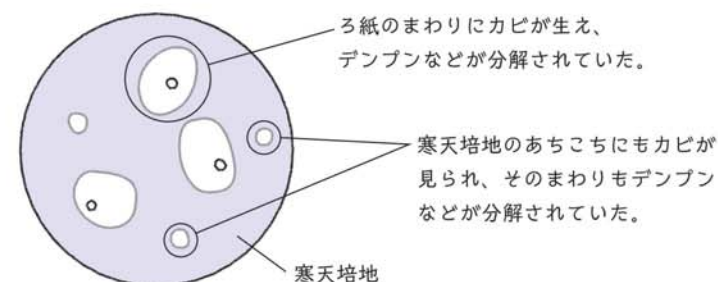 ろ紙のまわりにカビが生え、
デンプンなどが分解されていた。
寒天培地のあちこちにもカビが
見られ、そのまわりもデンプン
などが分解されていた。
寒天培地